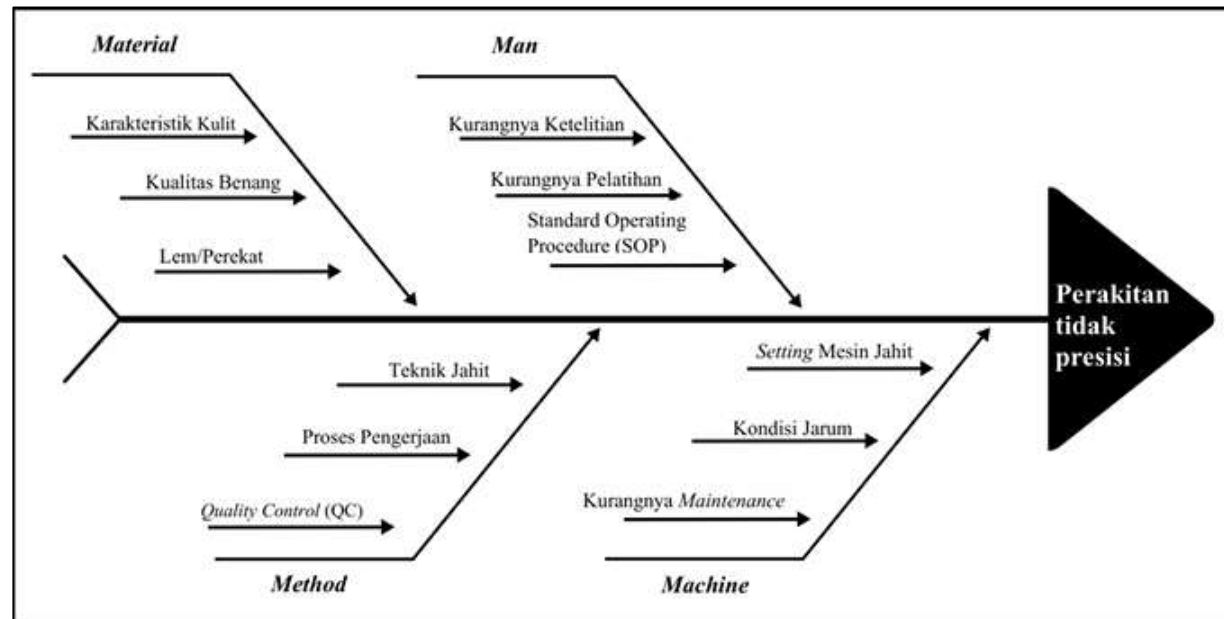 Material
Man
Karakteristik Kulit
Kurangnya Ketelitian
Kualitas Benang
Kurangnya Pelatihan
Standard Operating
Procedure (SOP)
Lem/Perekat
Perakitan
tidak
presisi
Teknik Jahit
Setting Mesin Jahit
Proses Pengerjaan
Kondisi Jarum
Quality Control (QC)
Kurangnya Maintenance
Method
Machine